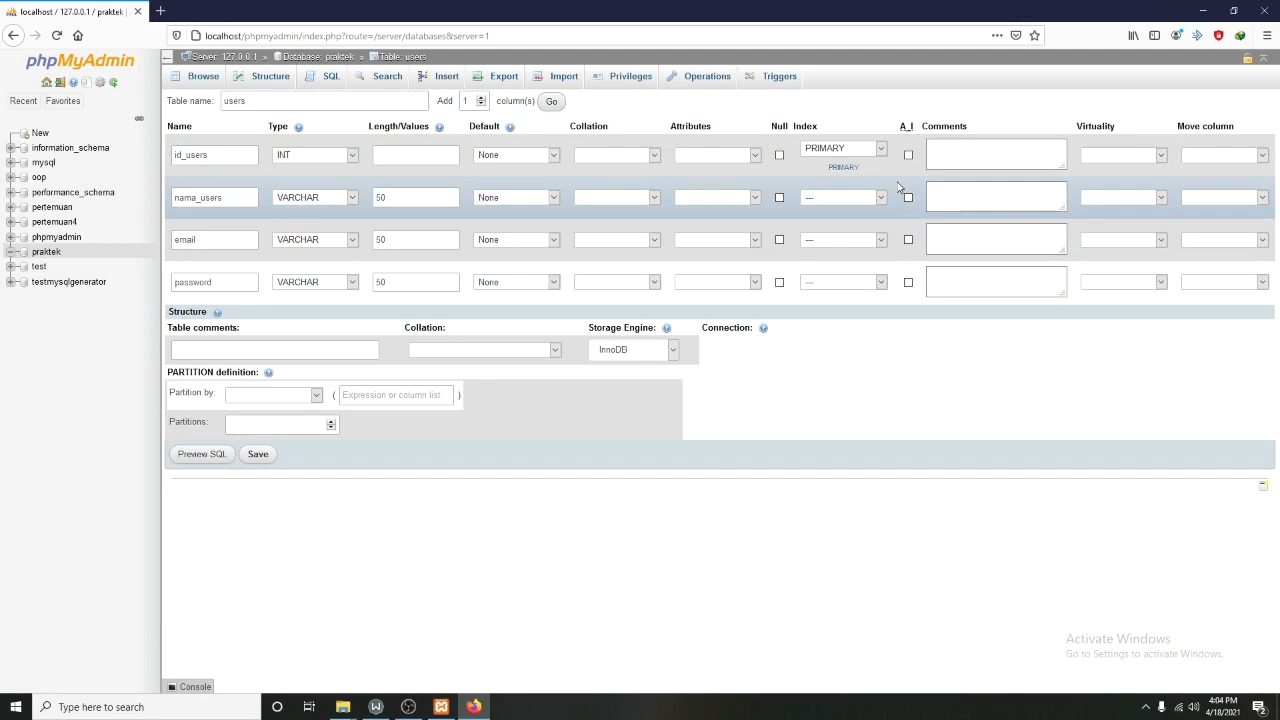 localhost / 127.0.0.1 / praktek |
localhost/phpmyadmin/index.php?route=/server/databases&server=1
phpMyAdmin
Recent Favorites
New
information_schema
mysql
oop
performance_schema
pertemuan
pertemuan4
phpmyadmin
praktek
test
testmysqlgenerator
Server: 127.0.0.1 » Database: praktek » Table: users
Browse Structure SQL Search Insert Export Import Privileges Operations Triggers
Table name: users Add 1 column(s) Go
Name Type Length/Values Default Collation Attributes Null Index A_I Comments Virtuality Move column
id_users INT None PRIMARY
PRIMARY
nama_users VARCHAR 50 None ---
email VARCHAR 50 None ---
password VARCHAR 50 None ---
Structure
Table comments: Collation: Storage Engine: Connection:
InnoDB
PARTITION definition:
Partition by: ( Expression or column list )
Partitions:
Preview SQL Save
Activate Windows
Go to Settings to activate Windows.
Console
Type here to search
4:04 PM
4/18/2021
2